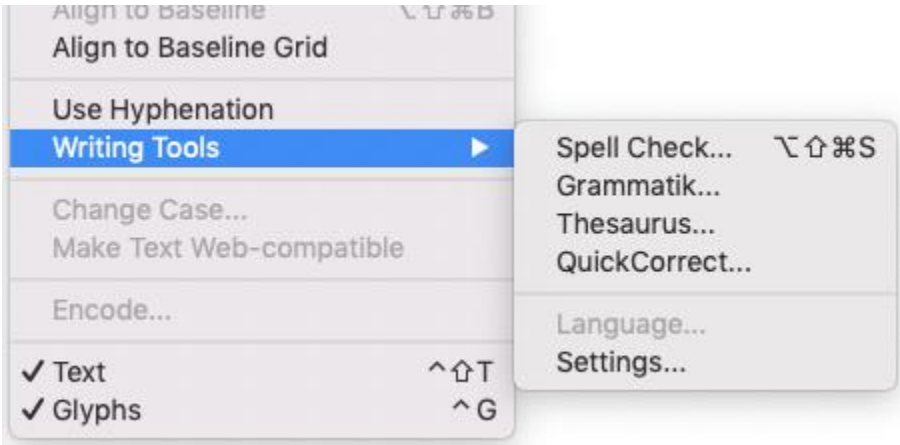 Align to Baseline ⌥⇧⌘B
Align to Baseline Grid
Use Hyphenation
Writing Tools ▶
Spell Check... ⌥⇧⌘S
Grammatik...
Thesaurus...
QuickCorrect...
Language...
Settings...
Change Case...
Make Text Web-compatible
Encode...
✓ Text ^⇧T
✓ Glyphs ^G